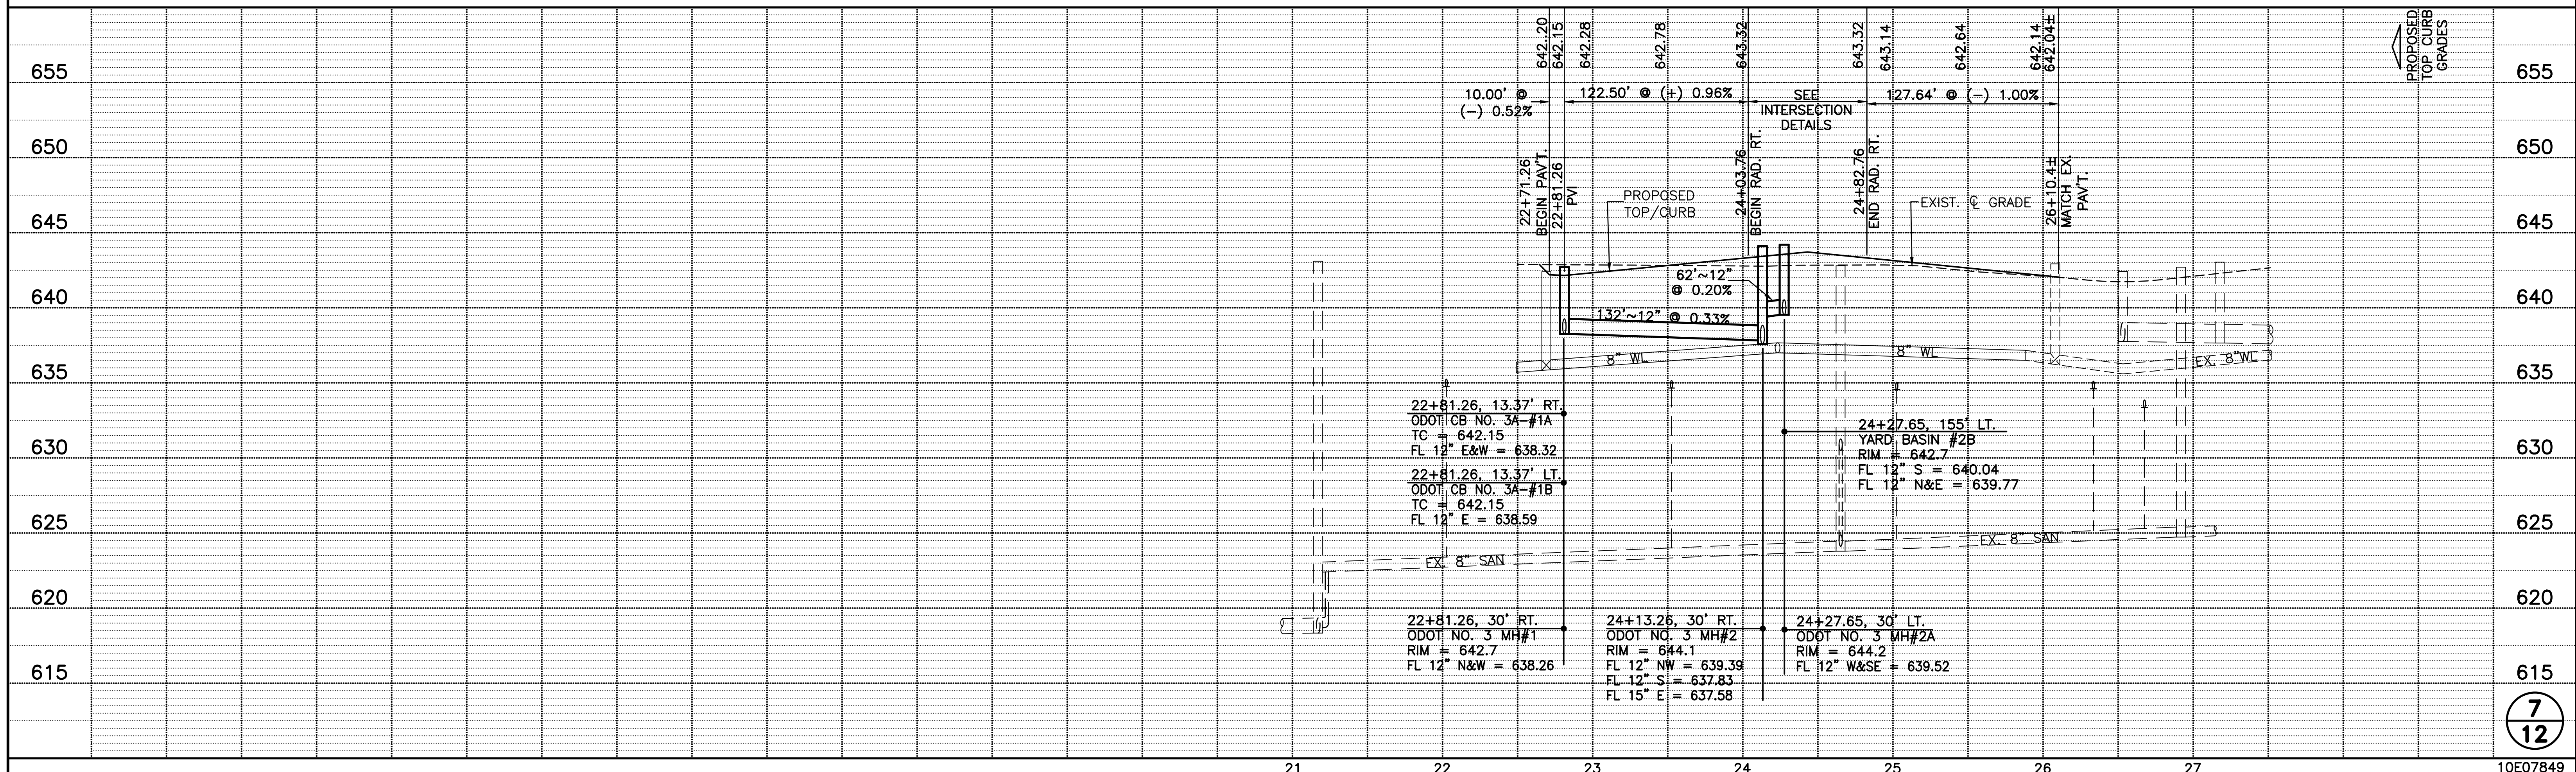 642.20
642.15
642.28
642.78
643.32
643.32
643.14
642.64
642.14
642.04±
PROPOSED
TOP CURB
GRADES
655
655
10.00' @
(-) 0.52%
122.50' @ (+) 0.96%
SEE
INTERSECTION
DETAILS
127.64' @ (-) 1.00%
650
650
22+71.26
BEGIN PAV'T.
22+81.26
PVI
24+03.76
BEGIN RAD. RT.
24+82.76
END RAD. RT.
26+10.4±
MATCH EX.
PAV'T.
PROPOSED
TOP/CURB
EXIST. ℄ GRADE
645
645
62'~12"
@ 0.20%
640
640
132'~12" @ 0.33%
8" WL
8" WL
EX. 8"WL
635
635
22+81.26, 13.37' RT.
ODOT CB NO. 3A-#1A
TC = 642.15
FL 12" E&W = 638.32
24+27.65, 155' LT.
YARD BASIN #2B
RIM = 642.7
FL 12" S = 640.04
FL 12" N&E = 639.77
630
630
22+81.26, 13.37' LT.
ODOT CB NO. 3A-#1B
TC = 642.15
FL 12" E = 638.59
625
625
EX. 8" SAN
EX. 8" SAN
620
620
22+81.26, 30' RT.
ODOT NO. 3 MH#1
RIM = 642.7
FL 12" N&W = 638.26
24+13.26, 30' RT.
ODOT NO. 3 MH#2
RIM = 644.1
FL 12" NW = 639.39
FL 12" S = 637.83
FL 15" E = 637.58
24+27.65, 30' LT.
ODOT NO. 3 MH#2A
RIM = 644.2
FL 12" W&SE = 639.52
615
615
7
12
21
22
23
24
25
26
27
10E07849